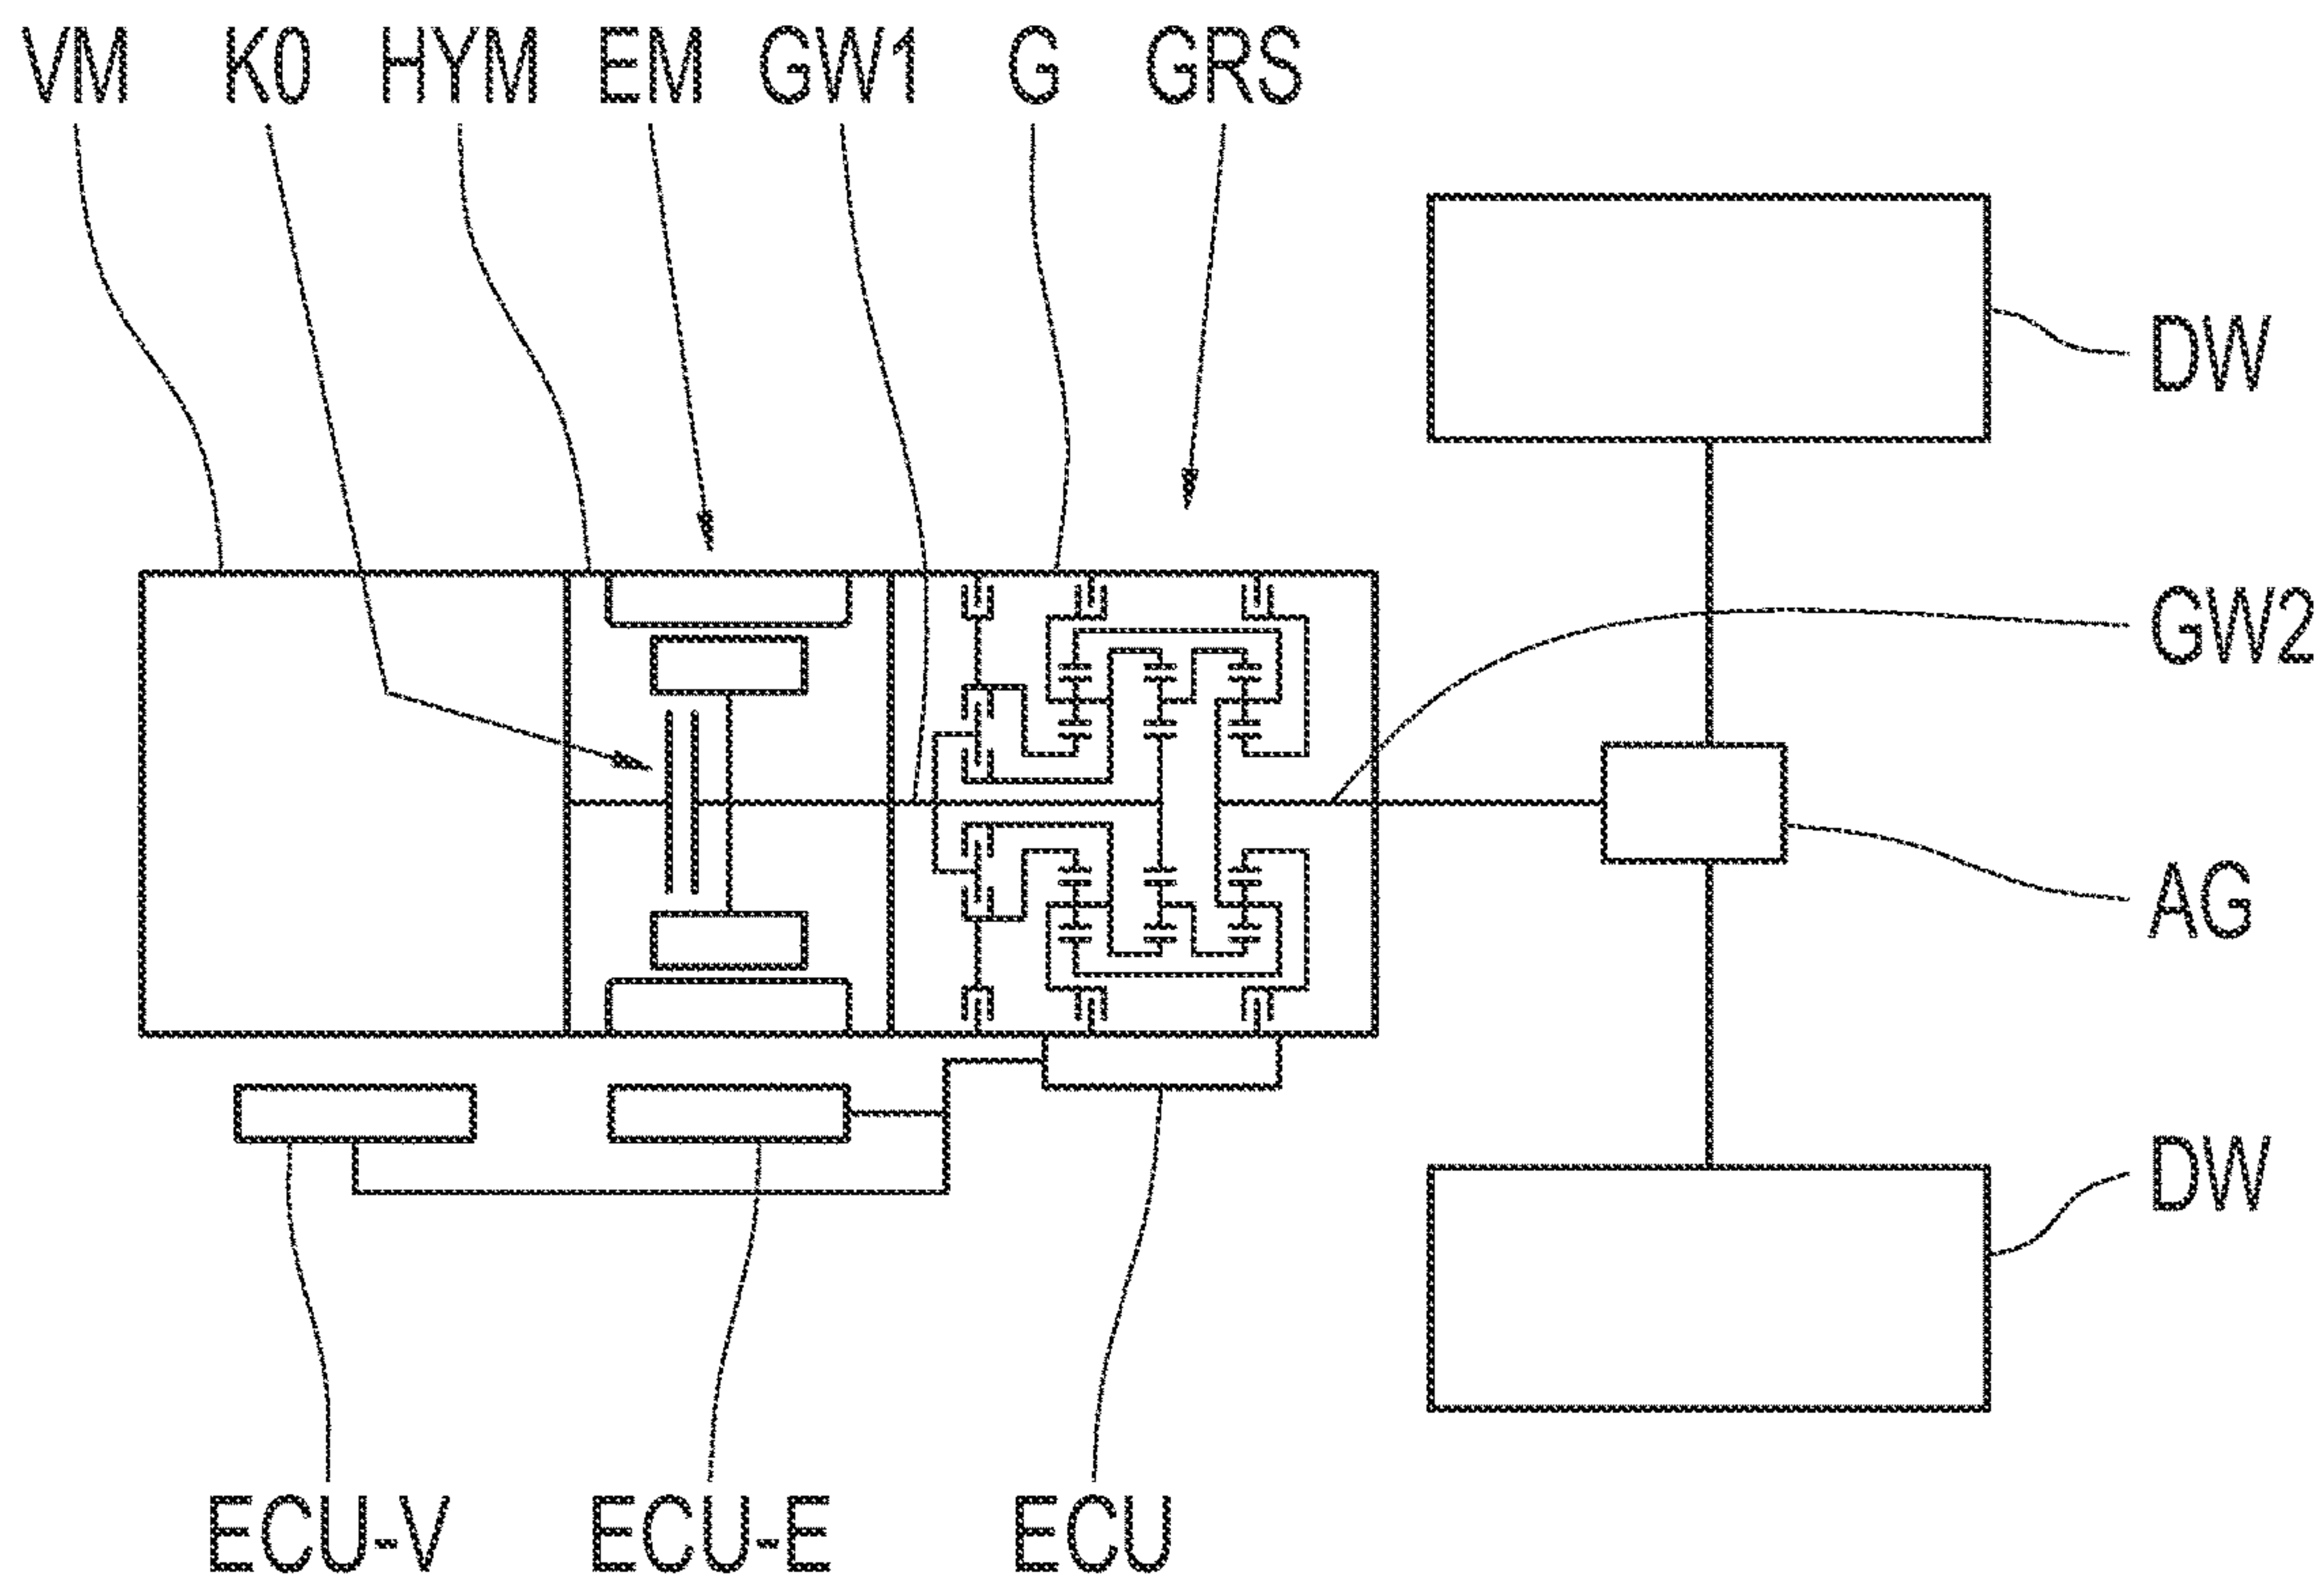 VM K0 HYM EM GW1 G GRS
DW
GW2
AG
DW
ECU-V ECU-E ECU